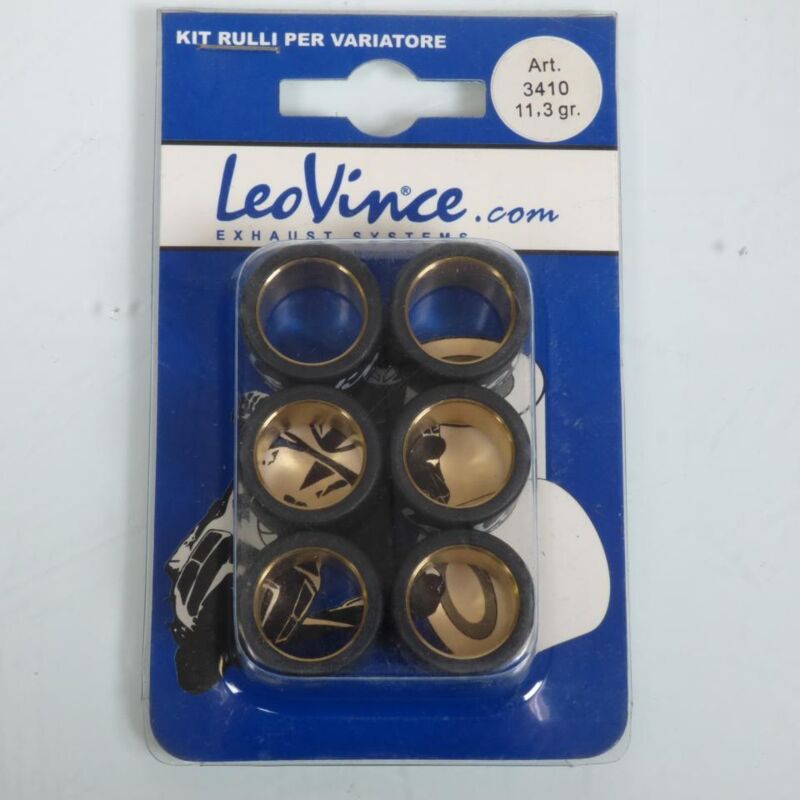 KIT RULLI PER VARIATORE
Art.
3410
11,3 gr.
LeoVince®.com
EXHAUST SYSTEMS